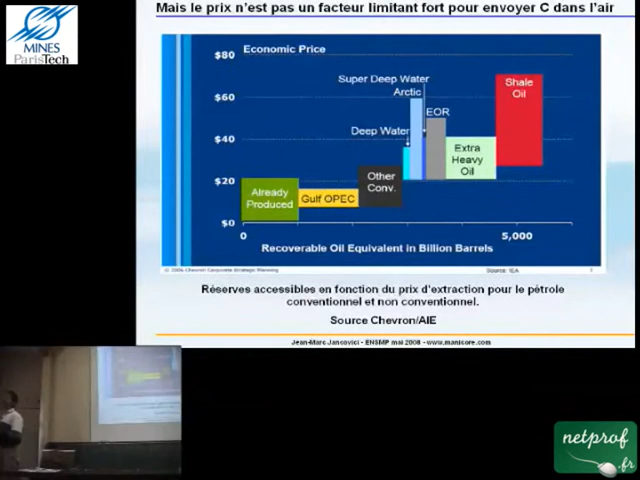 Mais le prix n'est pas un facteur limitant fort pour envoyer C dans l'air
MINES
ParisTech
Economic Price
$80
$60
$40
$20
$0
Super Deep Water
Arctic
Deep Water
EOR
Shale
Oil
Extra
Heavy
Oil
Other
Conv.
Already
Produced
Gulf OPEC
0
5,000
Recoverable Oil Equivalent in Billion Barrels
Source: IEA
Réserves accessibles en fonction du prix d'extraction pour le pétrole
conventionnel et non conventionnel.
Source Chevron/AIE
Jean-Marc Jancovici - ENSMP mai 2008 - www.manicore.com
netprof
.fr